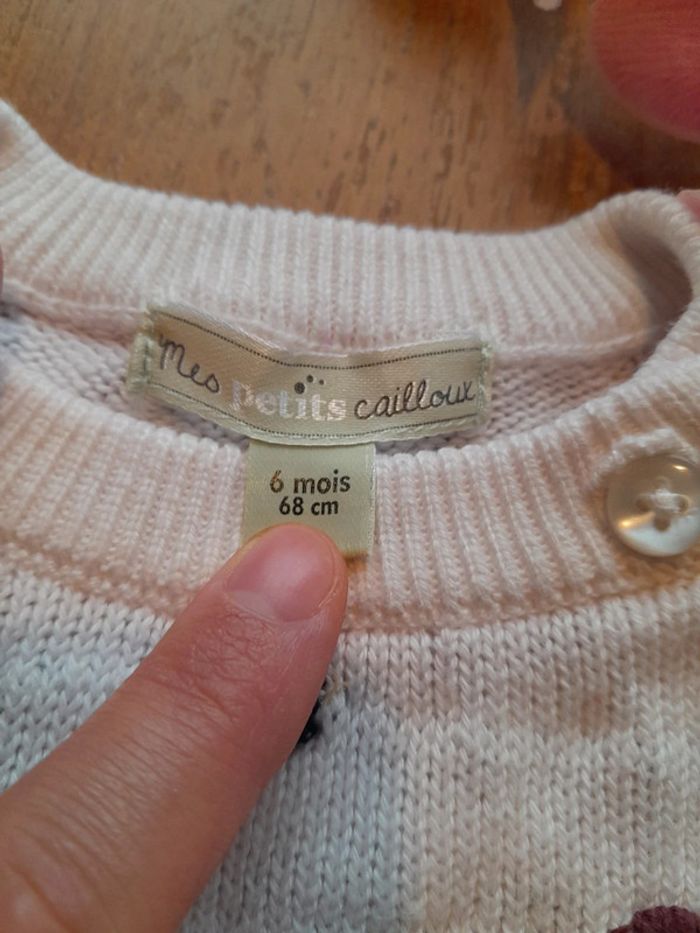 Mes petits cailloux
6 mois
68 cm